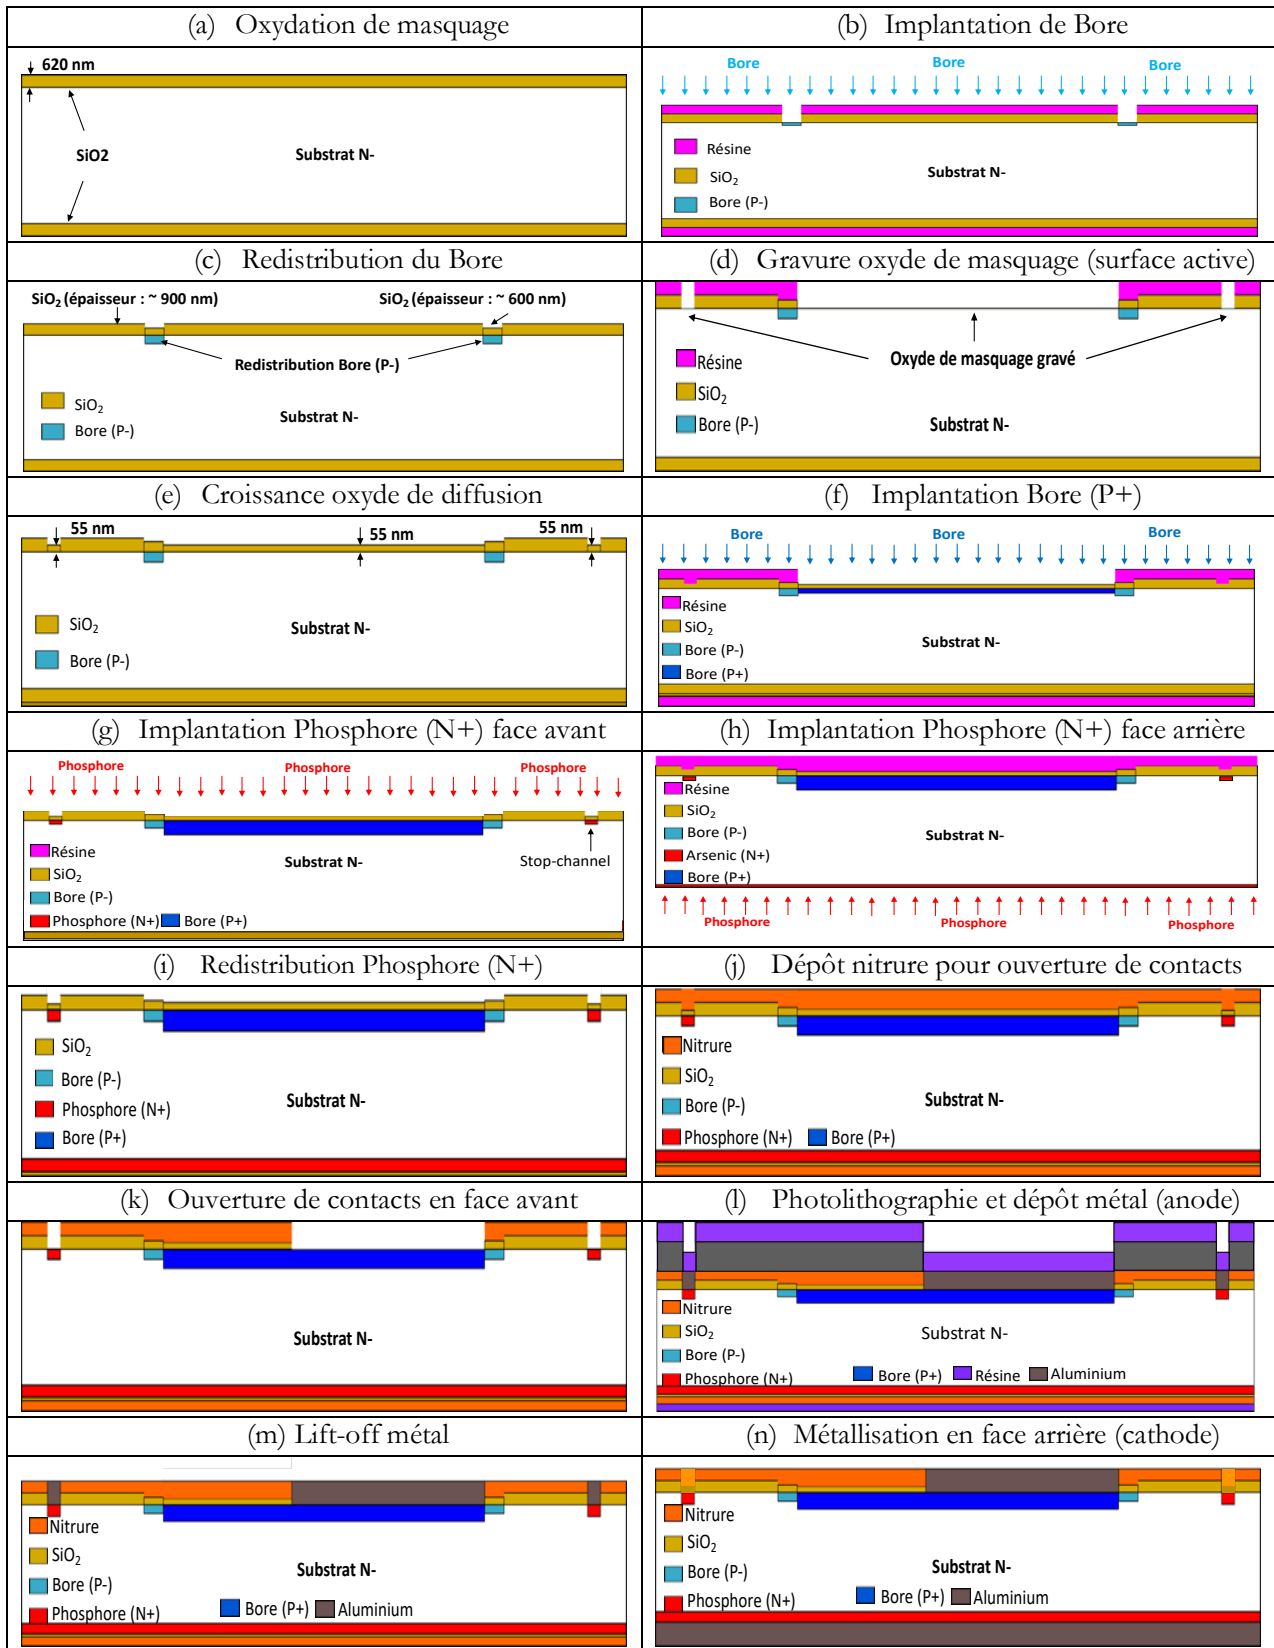 (a) Oxydation de masquage
620 nm
SiO2
Substrat N-
(b) Implantation de Bore
Bore Bore Bore
Résine
SiO₂
Bore (P-)
Substrat N-
(c) Redistribution du Bore
SiO₂ (épaisseur : ~ 900 nm) SiO₂ (épaisseur : ~ 600 nm)
Redistribution Bore (P-)
SiO₂
Bore (P-)
Substrat N-
(d) Gravure oxyde de masquage (surface active)
Oxyde de masquage gravé
Résine
SiO₂
Bore (P-)
Substrat N-
(e) Croissance oxyde de diffusion
55 nm 55 nm 55 nm
SiO₂
Bore (P-)
Substrat N-
(f) Implantation Bore (P+)
Bore Bore Bore
Résine
SiO₂
Bore (P-)
Bore (P+)
Substrat N-
(g) Implantation Phosphore (N+) face avant
Phosphore Phosphore Phosphore
Substrat N-
Stop-channel
Résine
SiO₂
Bore (P-)
Phosphore (N+) Bore (P+)
(h) Implantation Phosphore (N+) face arrière
Résine
SiO₂
Bore (P-)
Arsenic (N+)
Bore (P+)
Substrat N-
Phosphore Phosphore Phosphore
(i) Redistribution Phosphore (N+)
SiO₂
Bore (P-)
Phosphore (N+)
Bore (P+)
Substrat N-
(j) Dépôt nitrure pour ouverture de contacts
Nitrure
SiO₂
Bore (P-)
Phosphore (N+) Bore (P+)
Substrat N-
(k) Ouverture de contacts en face avant
Substrat N-
(l) Photolithographie et dépôt métal (anode)
Nitrure
SiO₂
Bore (P-)
Phosphore (N+)
Substrat N-
Bore (P+) Résine Aluminium
(m) Lift-off métal
Nitrure
SiO₂
Bore (P-)
Phosphore (N+)
Substrat N-
Bore (P+) Aluminium
(n) Métallisation en face arrière (cathode)
Nitrure
SiO₂
Bore (P-)
Phosphore (N+)
Substrat N-
Bore (P+) Aluminium